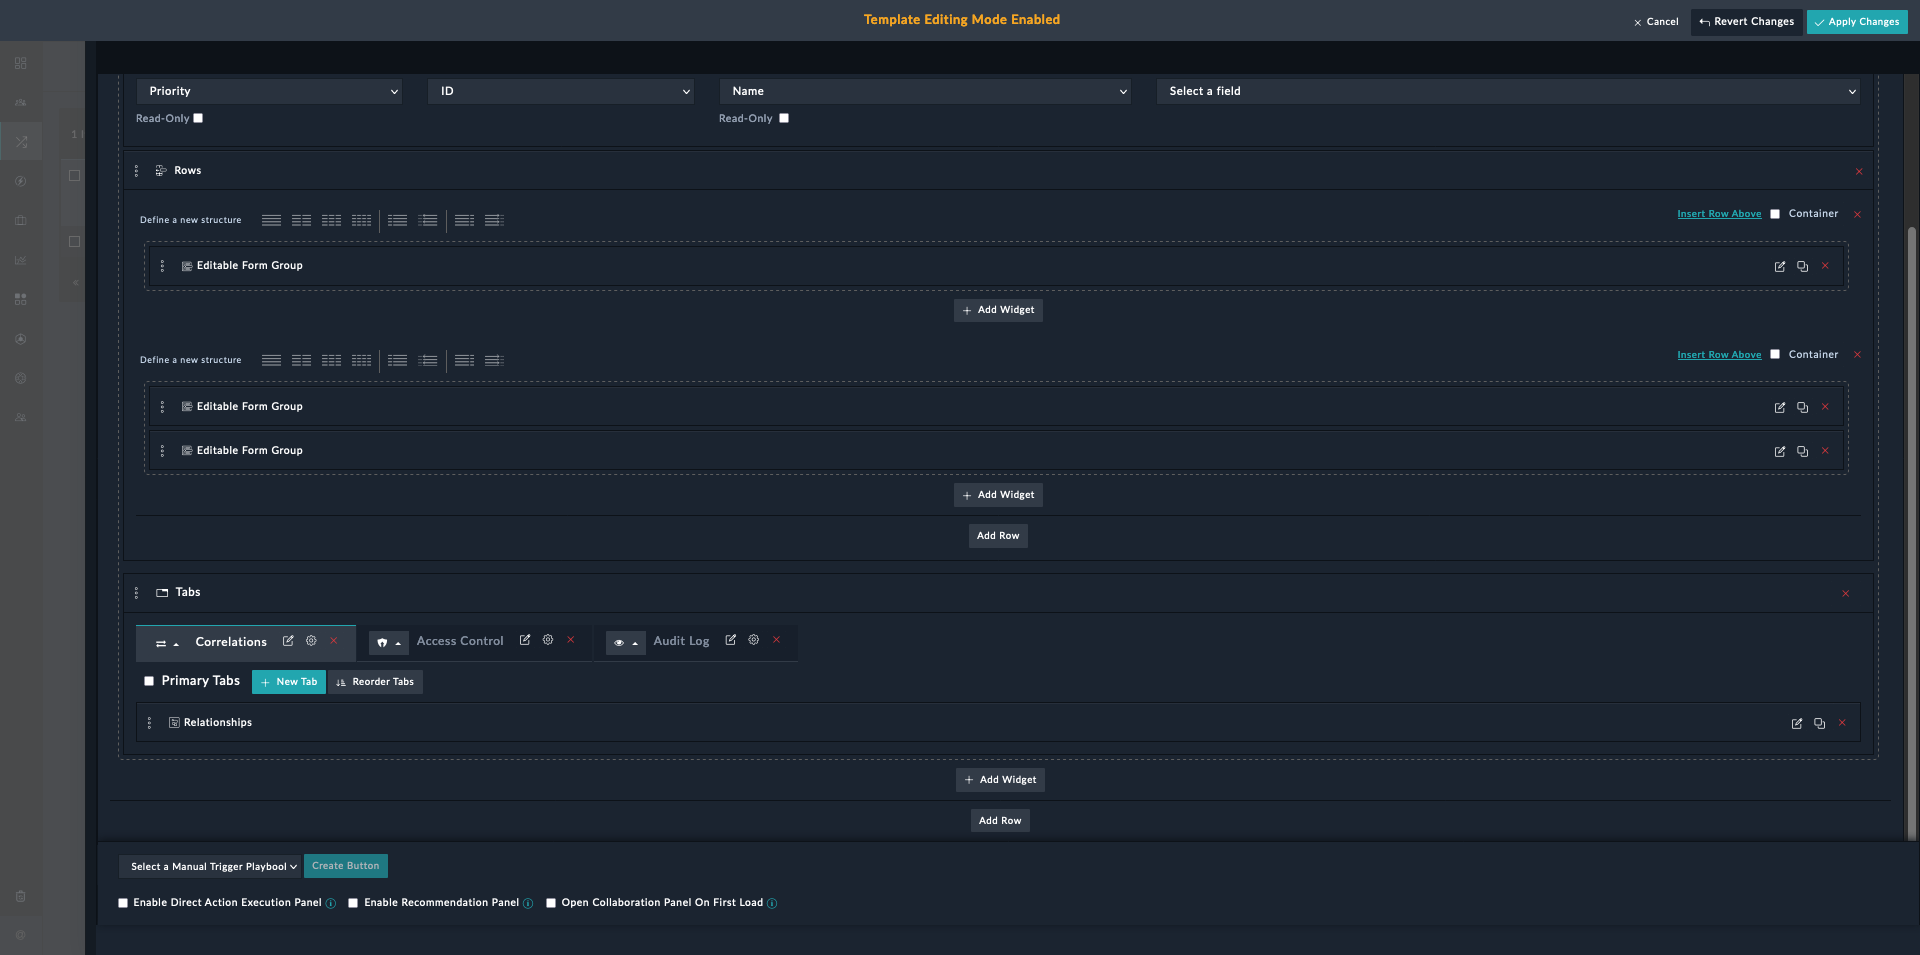 Template Editing Mode Enabled
Cancel
Revert Changes
Apply Changes
Priority
ID
Name
Select a field
Read-Only
Read-Only
Rows
Define a new structure
Insert Row Above
Container
Editable Form Group
Add Widget
Define a new structure
Insert Row Above
Container
Editable Form Group
Editable Form Group
Add Widget
Add Row
Tabs
Correlations
Access Control
Audit Log
Primary Tabs
New Tab
Reorder Tabs
Relationships
Add Widget
Add Row
Select a Manual Trigger Playbool
Create Button
Enable Direct Action Execution Panel
Enable Recommendation Panel
Open Collaboration Panel On First Load